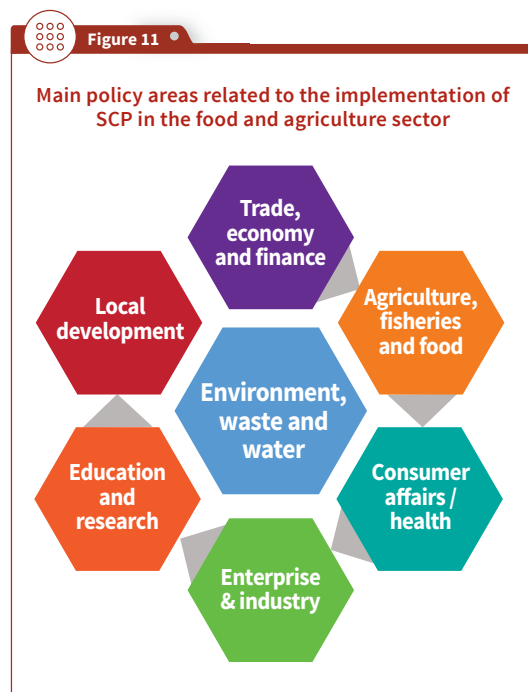 Figure 11
Main policy areas related to the implementation of
SCP in the food and agriculture sector
Trade,
economy
and finance
Agriculture,
fisheries
and food
Consumer
affairs /
health
Enterprise
& industry
Education
and
research
Local
development
Environment,
waste and
water